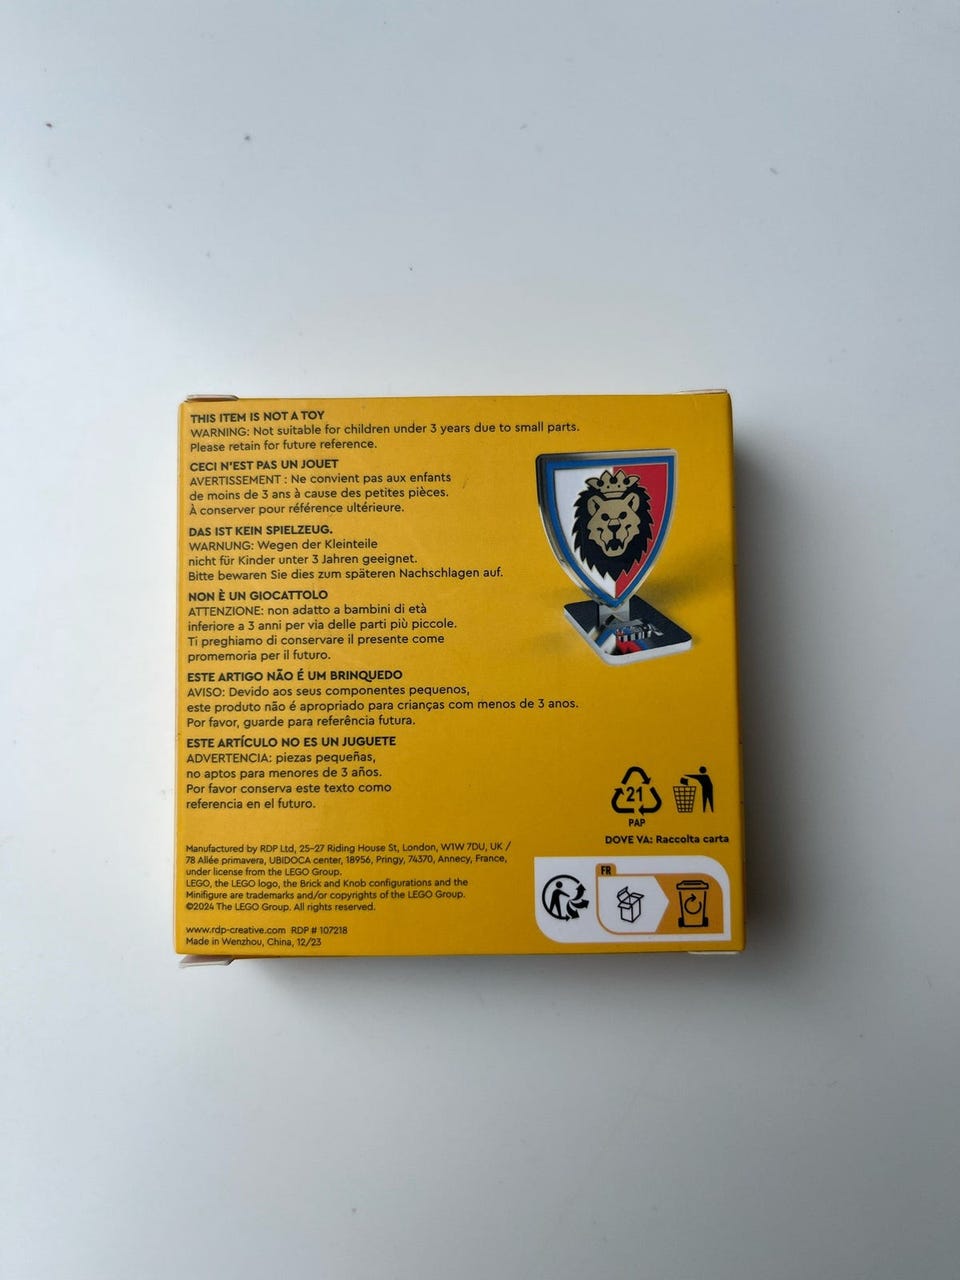 THIS ITEM IS NOT A TOY
WARNING: Not suitable for children under 3 years due to small parts.
Please retain for future reference.
CECI N'EST PAS UN JOUET
AVERTISSEMENT : Ne convient pas aux enfants
de moins de 3 ans à cause des petites pièces.
À conserver pour référence ultérieure.
DAS IST KEIN SPIELZEUG.
WARNUNG: Wegen der Kleinteile
nicht für Kinder unter 3 Jahren geeignet.
Bitte bewaren Sie dies zum späteren Nachschlagen auf.
NON È UN GIOCATTOLO
ATTENZIONE: non adatto a bambini di età
inferiore a 3 anni per via delle parti più piccole.
Ti preghiamo di conservare il presente come
promemoria per il futuro.
ESTE ARTIGO NÃO É UM BRINQUEDO
AVISO: Devido aos seus componentes pequenos,
este produto não é apropriado para crianças com menos de 3 anos.
Por favor, guarde para referência futura.
ESTE ARTÍCULO NO ES UN JUGUETE
ADVERTENCIA: piezas pequeñas,
no aptos para menores de 3 años.
Por favor conserva este texto como
referencia en el futuro.
21
PAP
DOVE VA: Raccolta carta
Manufactured by RDP Ltd, 25-27 Riding House St, London, W1W 7DU, UK /
78 Allée primavera, UBIDOCA center, 18956, Pringy, 74370, Annecy, France,
under license from the LEGO Group.
LEGO, the LEGO logo, the Brick and Knob configurations and the
Minifigure are trademarks and/or copyrights of the LEGO Group.
©2024 The LEGO Group. All rights reserved.
www.rdp-creative.com RDP # 107218
Made in Wenzhou, China, 12/23
FR